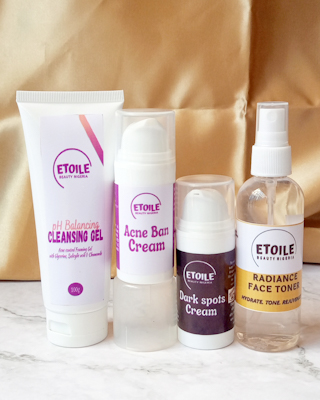 ETOILE
BEAUTY NIGERIA
pH Balancing
CLEANSING GEL
ETOILE
BEAUTY NIGERIA
Acne Ban
Cream
ETOILE
BEAUTY NIGERIA
Dark spots
Cream
ETOILE
BEAUTY NIGERIA
RADIANCE
FACE TONER
HYDRATE. TONE. REJUVENATE